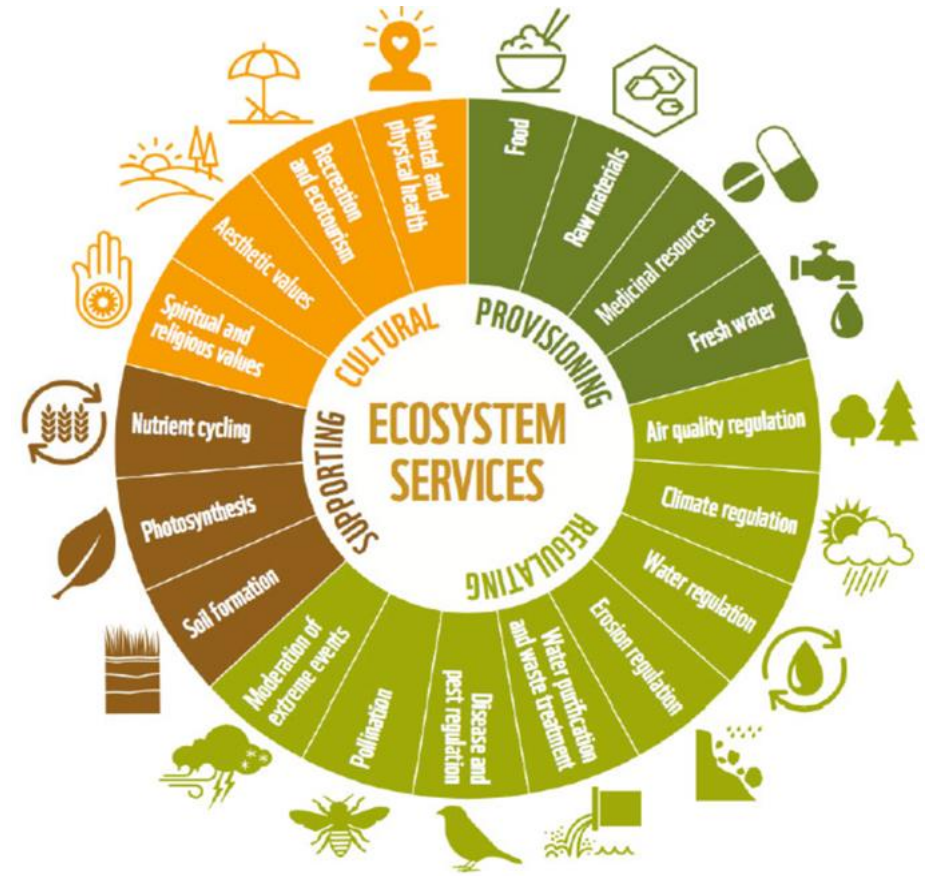 ECOSYSTEM
SERVICES
PROVISIONING
Food
Raw materials
Medicinal resources
Fresh water
REGULATING
Air quality regulation
Climate regulation
Water regulation
Erosion regulation
Water purification
and waste treatment
Disease and
pest regulation
Pollination
Moderation of
extreme events
SUPPORTING
Soil formation
Photosynthesis
Nutrient cycling
CULTURAL
Spiritual and
religious values
Aesthetic values
Recreation
and ecotourism
Mental and
physical health